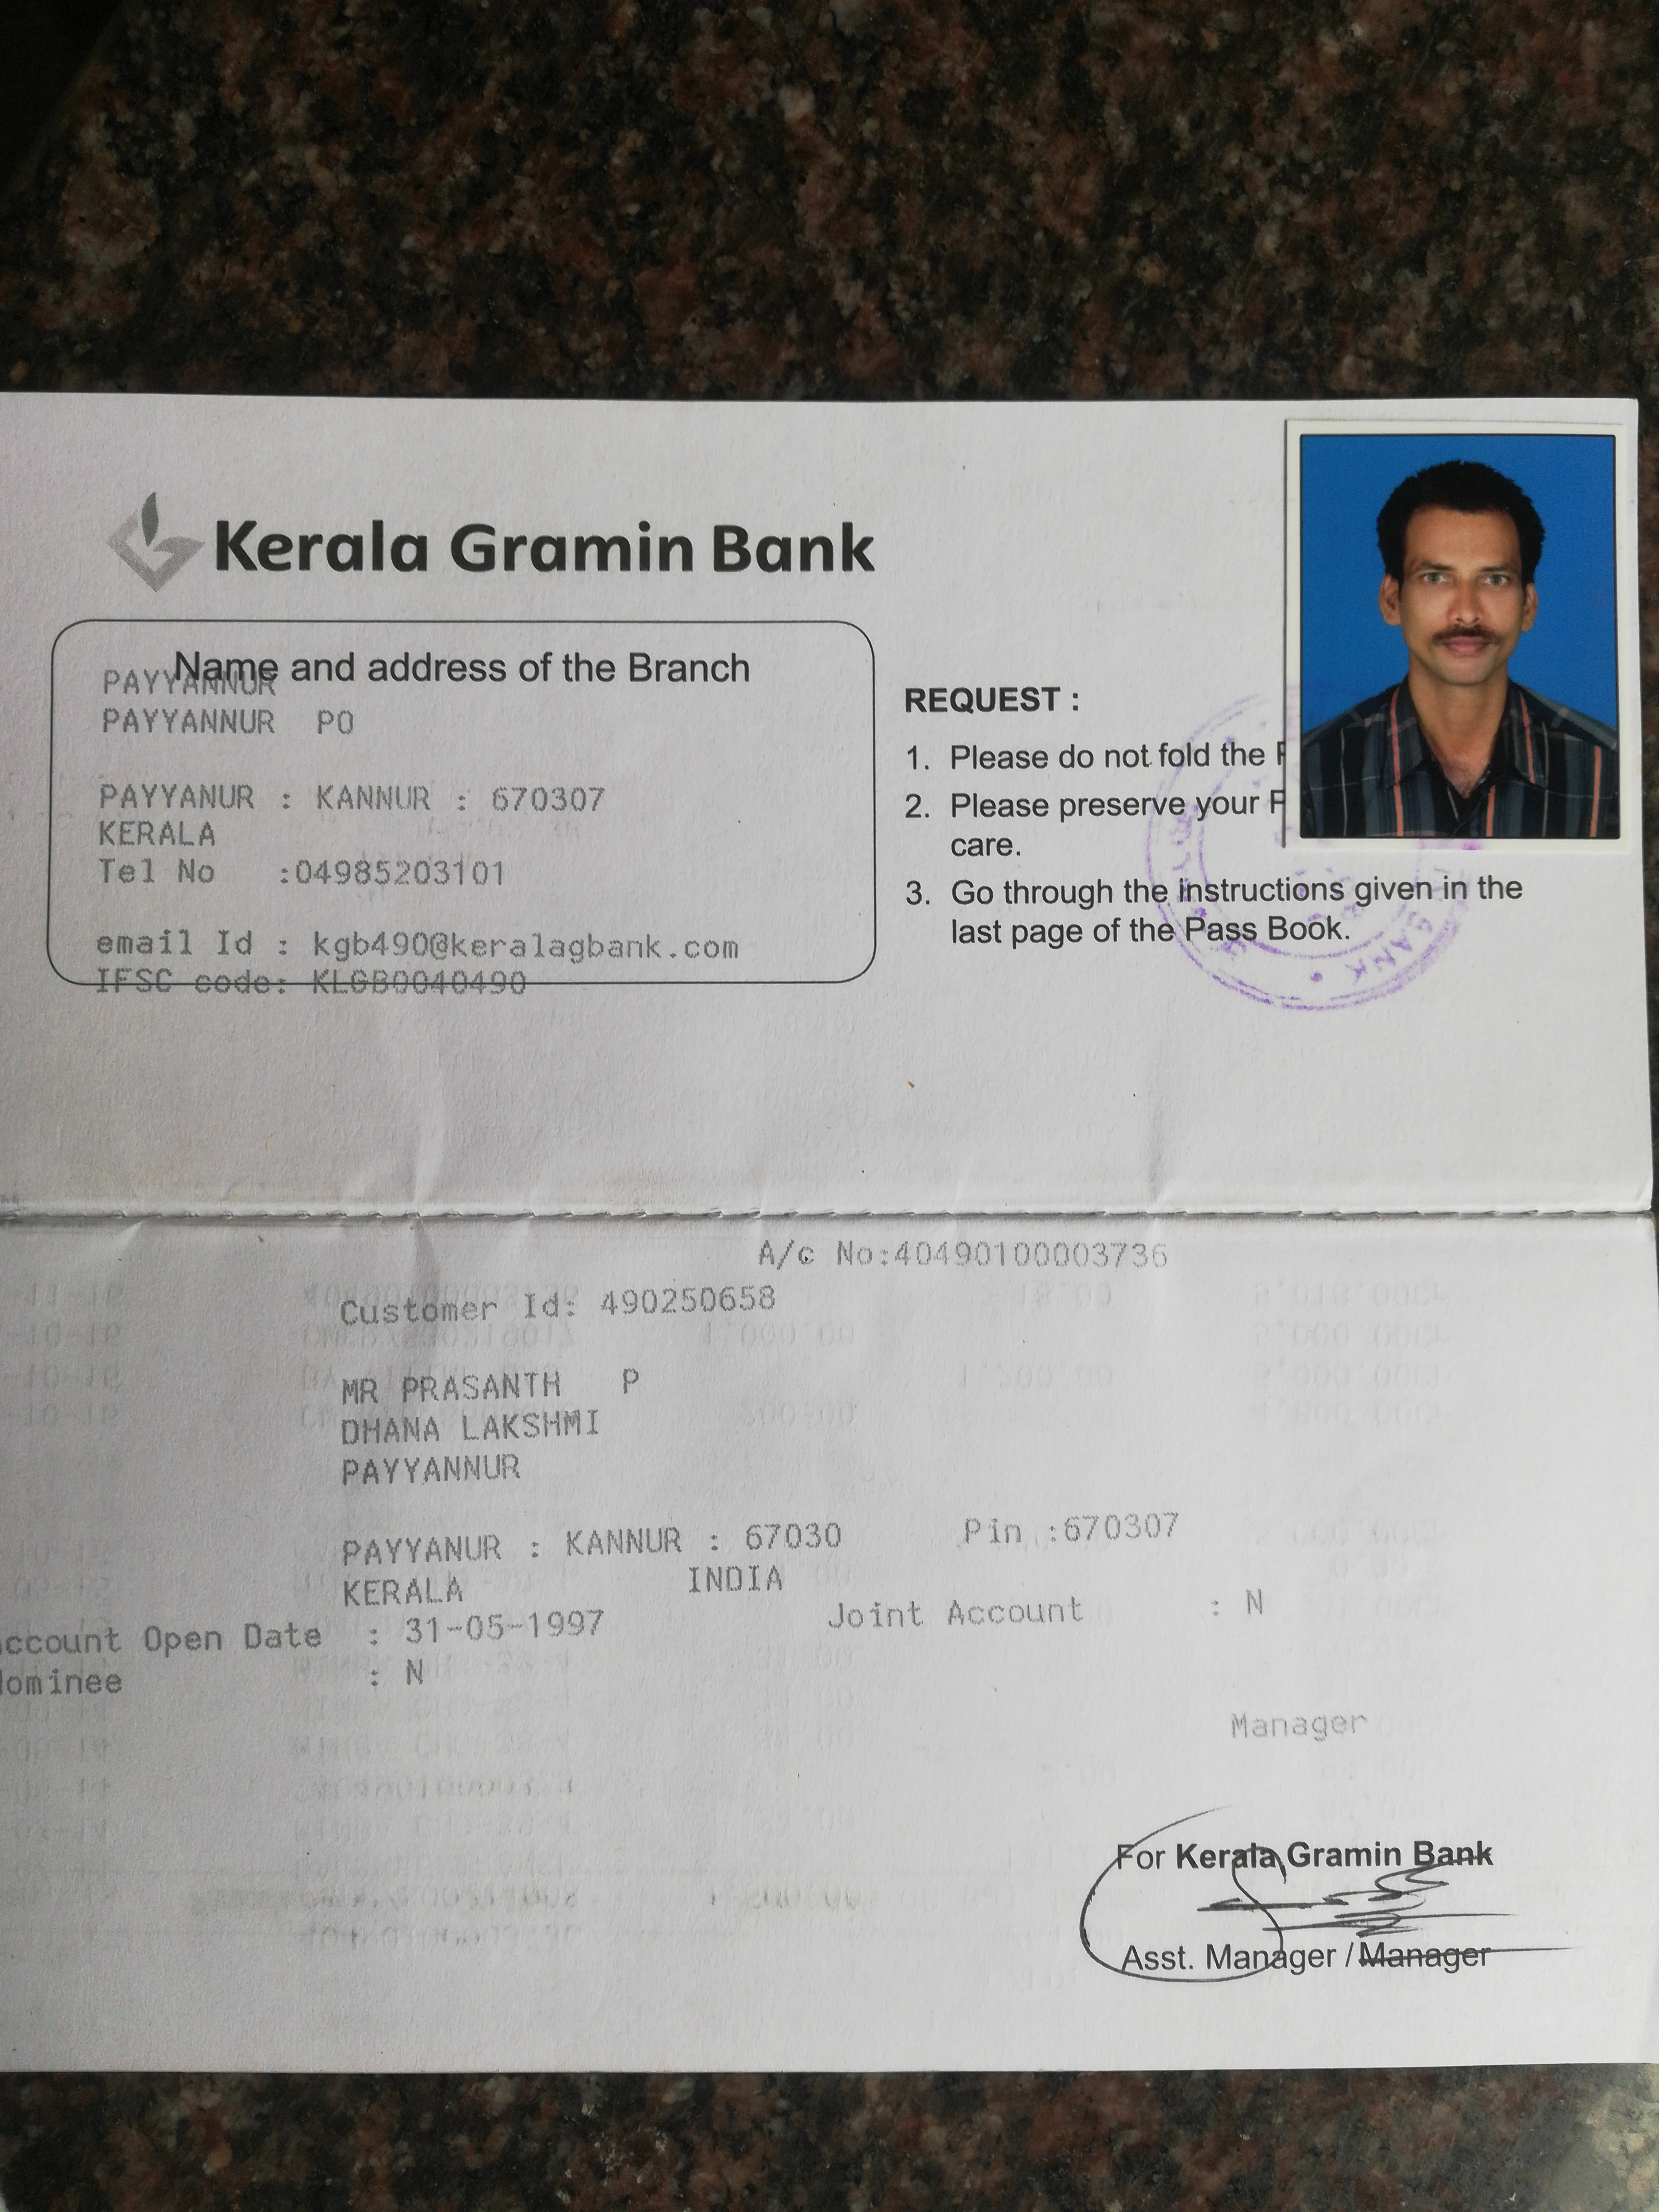 Kerala Gramin Bank
Name and address of the Branch
PAYYANNUR
PAYYANNUR PO
PAYYANUR : KANNUR : 670307
KERALA
Tel No :04985203101
email Id : kgb490@keralagbank.com
IFSC code: KLGB0040490
REQUEST :
1. Please do not fold the
2. Please preserve your
care.
3. Go through the instructions given in the
last page of the Pass Book.
BANK
A/c No:40490100003736
Customer Id: 490250658
MR PRASANTH P
DHANA LAKSHMI
PAYYANNUR
PAYYANUR : KANNUR : 67030 Pin :670307
KERALA INDIA
ccount Open Date : 31-05-1997 Joint Account : N
ominee : N
Manager
For Kerala Gramin Bank
Asst. Manager / Manager